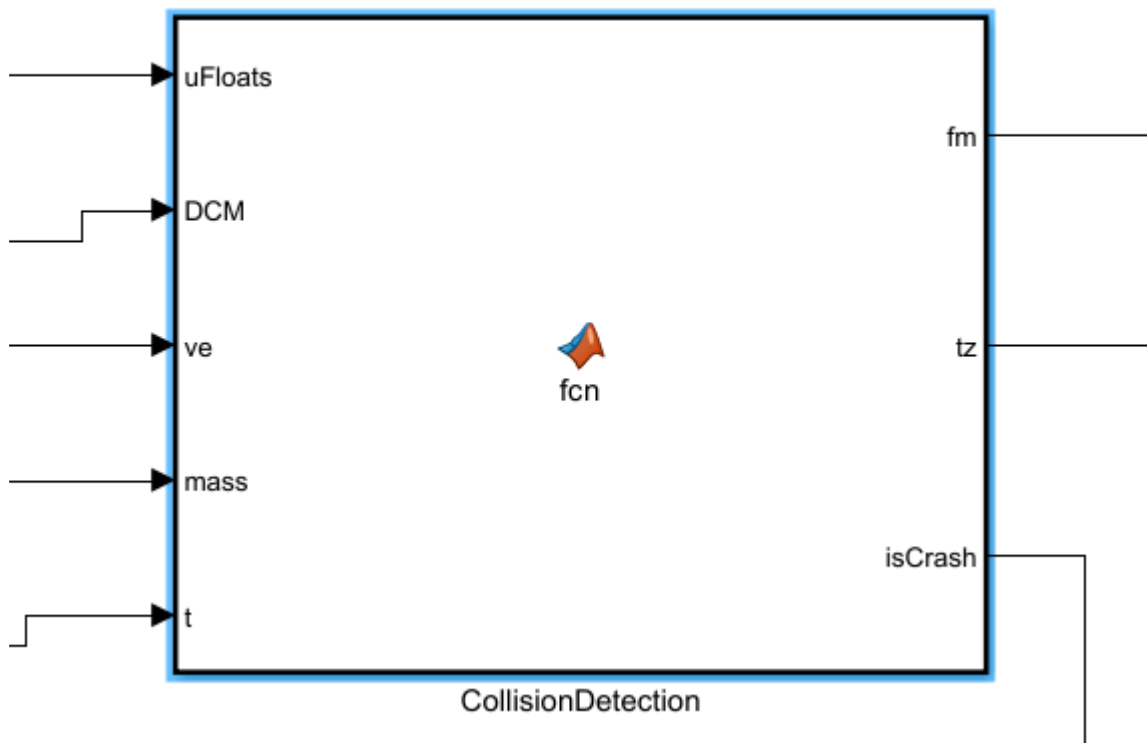 uFloats
fm
DCM
ve
tz
fcn
mass
isCrash
t
CollisionDetection